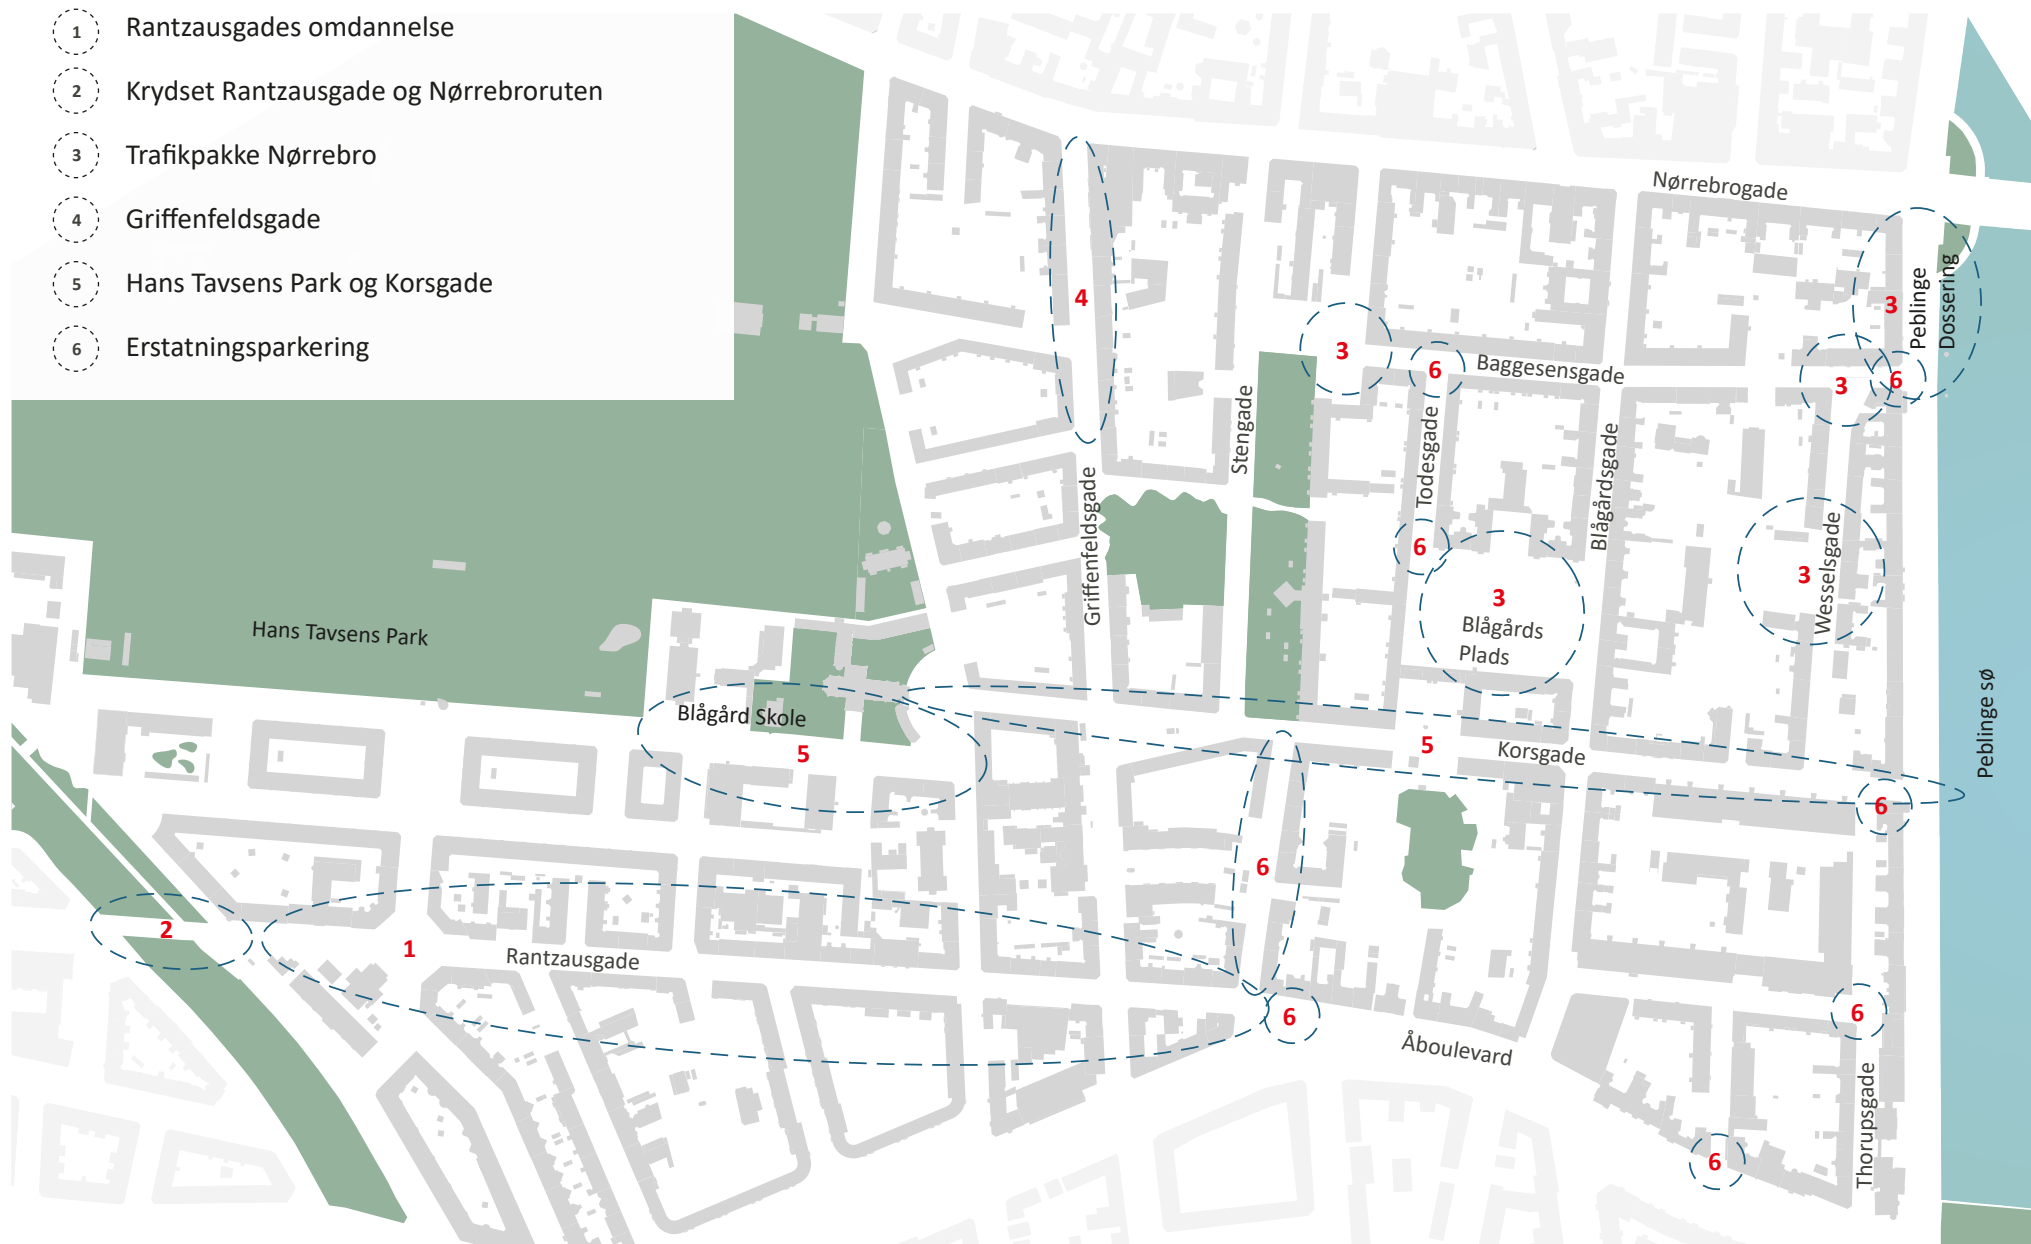 1 Rantzausgades omdannelse
2 Krydset Rantzausgade og Nørrebroruten
3 Trafikpakke Nørrebro
4 Griffenfeldsgade
5 Hans Tavsens Park og Korsgade
6 Erstatningsparkering
Nørrebrogade
4
3
Peblinge
Dossering
3
6
Baggesensgade
3
6
Stengade
Todesgade
Blågårdsgade
Griffenfeldsgade
6
3
Blågårds
Plads
3
Wesselsgade
Hans Tavsens Park
Blågård Skole
5
5
Korsgade
Peblinge sø
6
6
2
1
Rantzausgade
6
6
Åboulevard
Thorupsgade
6